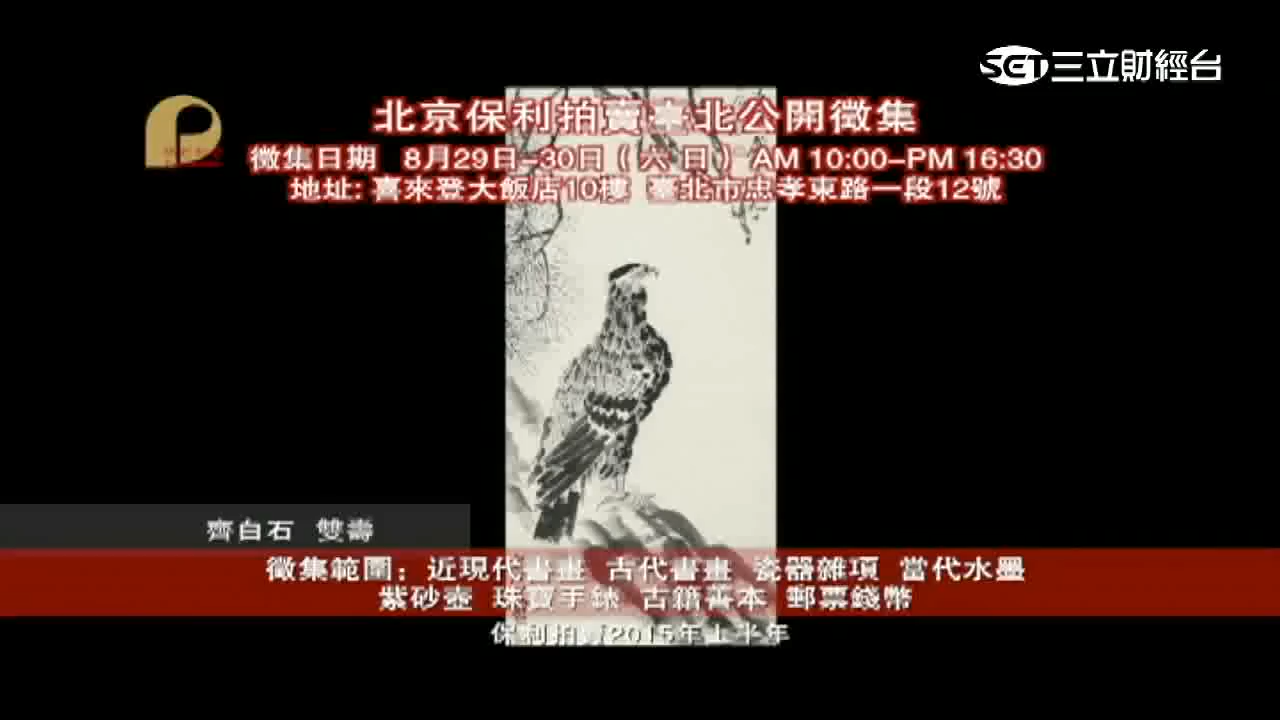 SET三立財經台
北京保利拍賣臺北公開徵集
徵集日期 8月29日-30日(六 日) AM 10:00-PM 16:30
地址: 喜來登大飯店10樓 臺北市忠孝東路一段12號
齊白石 雙壽
徵集範圍: 近現代書畫 古代書畫 瓷器雜項 當代水墨
紫砂壺 珠寶手錶 古籍善本 郵票錢幣
保利拍賣2015年上半年